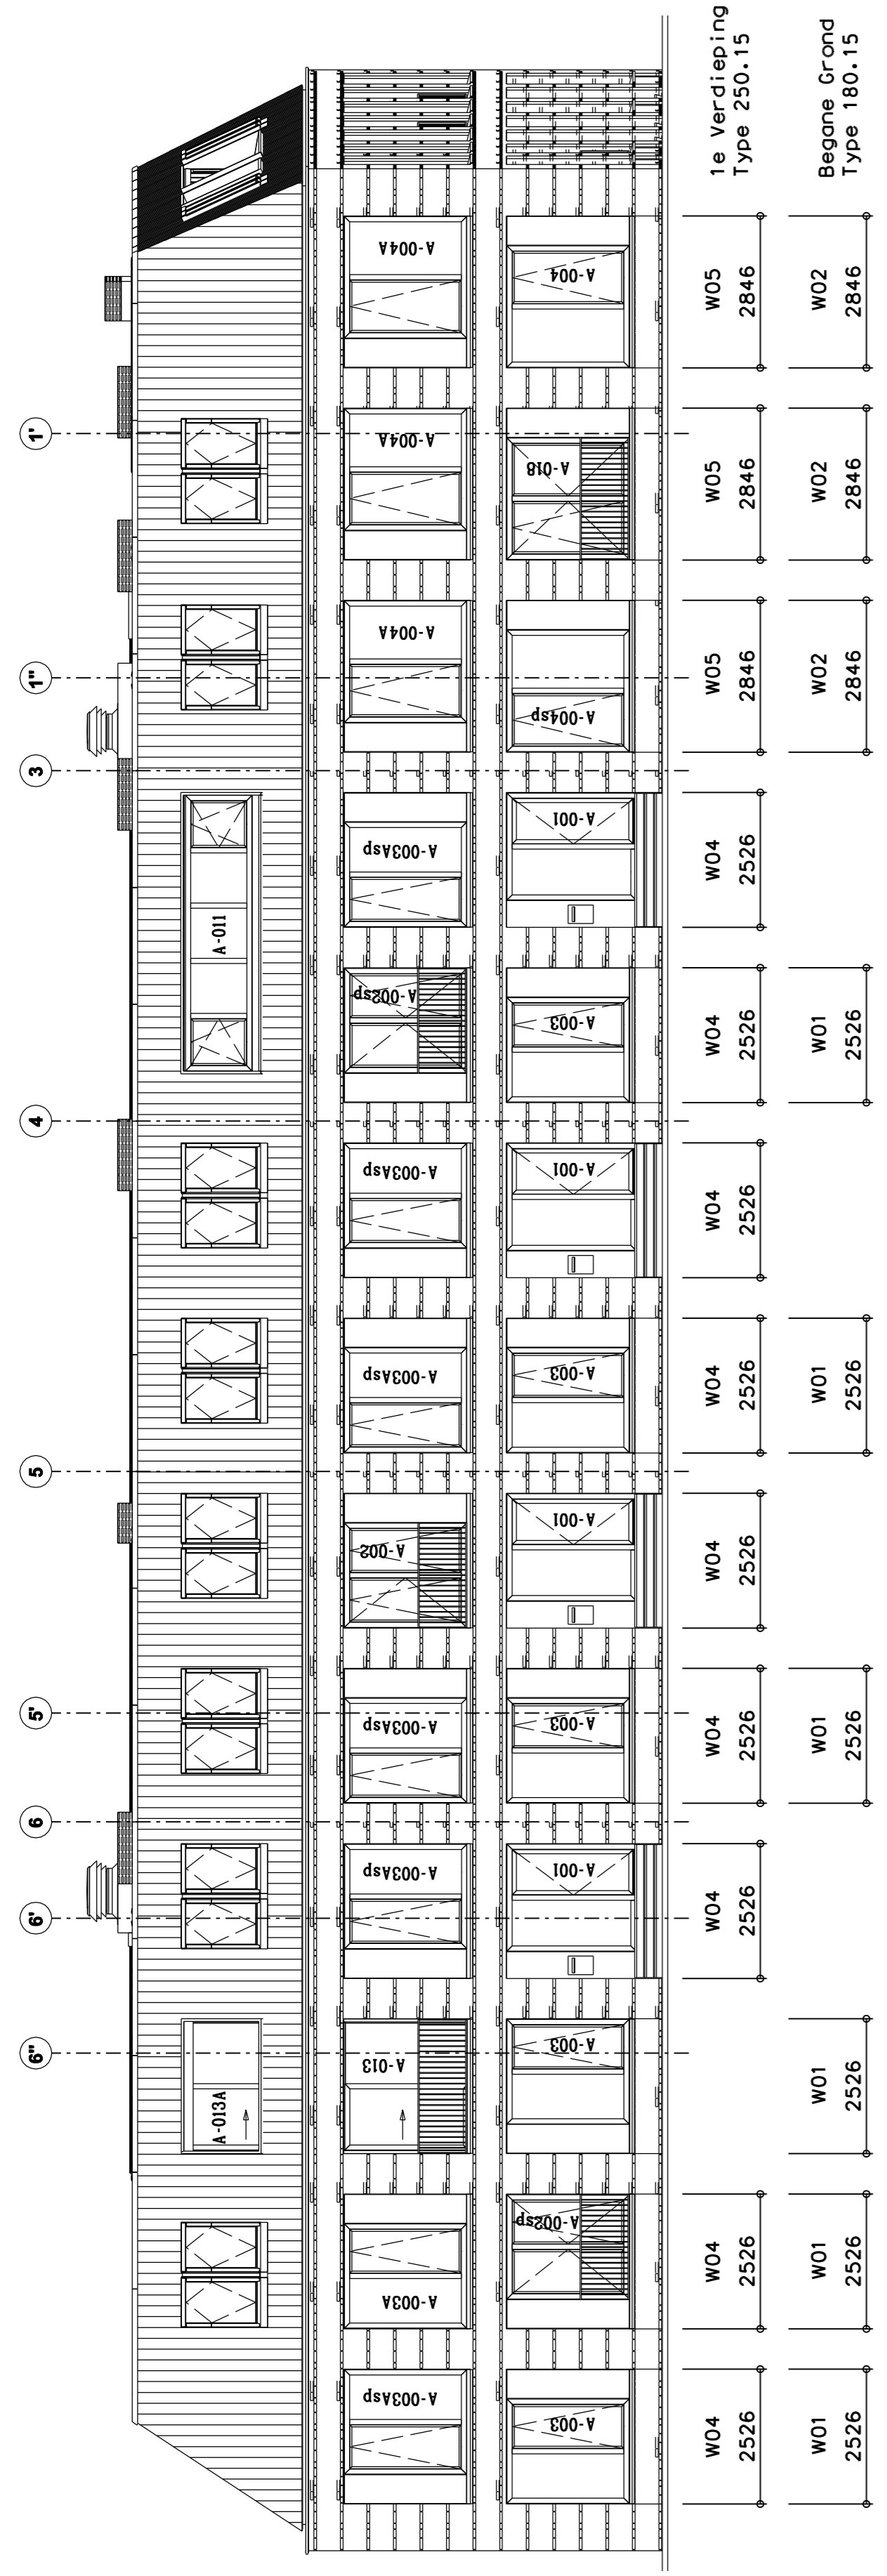 6" 6' 6 5' 5 4 3 1" 1'
A-013A A-011
A-003Asp A-003A A-013 A-003Asp A-003Asp A-002 A-003Asp A-003Asp A-002sp A-003Asp A-004A A-004A A-004A
A-003 A-002sp A-003 A-001 A-003 A-001 A-003 A-001 A-003 A-001 A-004sp A-018 A-004
W04 W04 W04 W04 W04 W04 W04 W04 W04 W05 W05 W05 1e Verdieping
2526 2526 2526 2526 2526 2526 2526 2526 2526 2846 2846 2846 Type 250.15
W01 W01 W01 W01 W01 W01 W02 W02 W02 Begane Grond
2526 2526 2526 2526 2526 2526 2846 2846 2846 Type 180.15